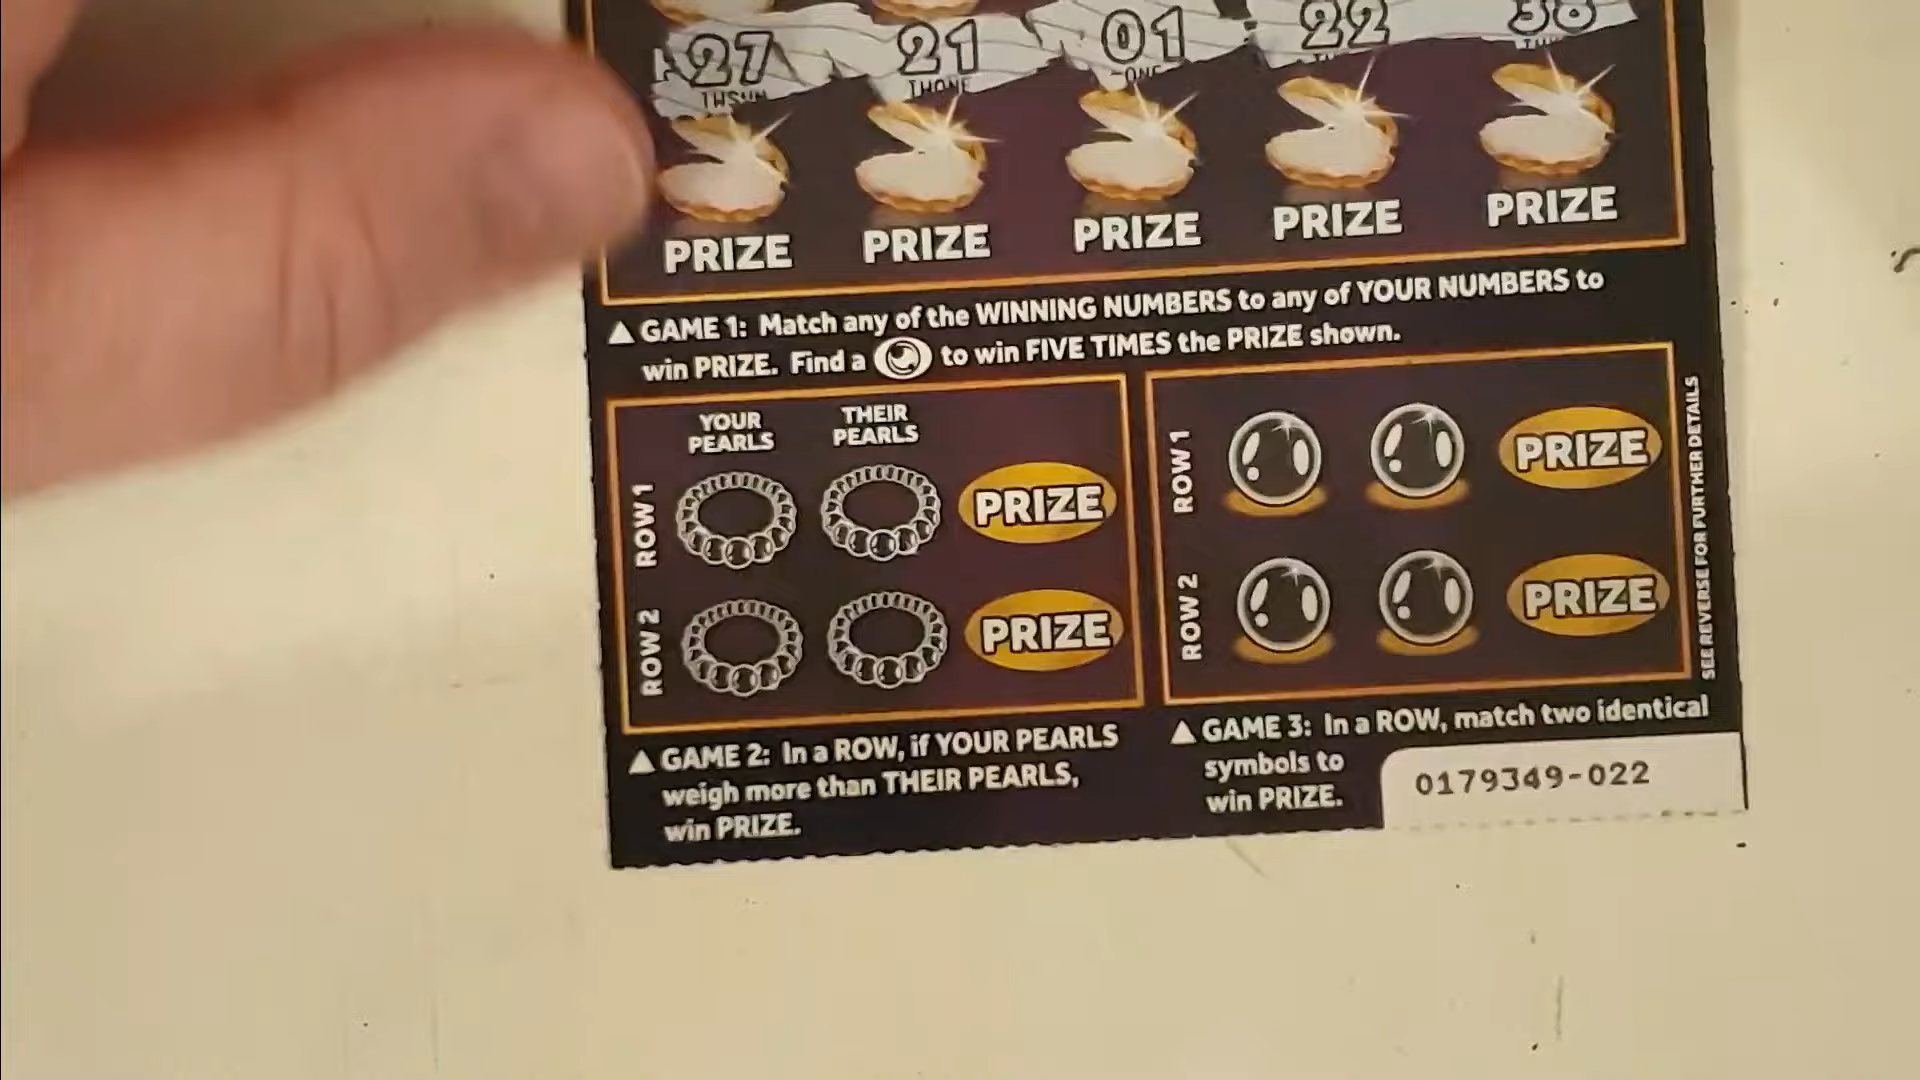 27 21 01 22 38
THSVN THONE ONE
PRIZE PRIZE PRIZE PRIZE PRIZE
▲ GAME 1: Match any of the WINNING NUMBERS to any of YOUR NUMBERS to
win PRIZE. Find a to win FIVE TIMES the PRIZE shown.
YOUR
PEARLS
THEIR
PEARLS
ROW 1
PRIZE
ROW 2
PRIZE
▲ GAME 2: In a ROW, if YOUR PEARLS
weigh more than THEIR PEARLS,
win PRIZE.
ROW 1
PRIZE
ROW 2
PRIZE
▲ GAME 3: In a ROW, match two identical
symbols to
win PRIZE.
0179349-022
SEE REVERSE FOR FURTHER DETAILS